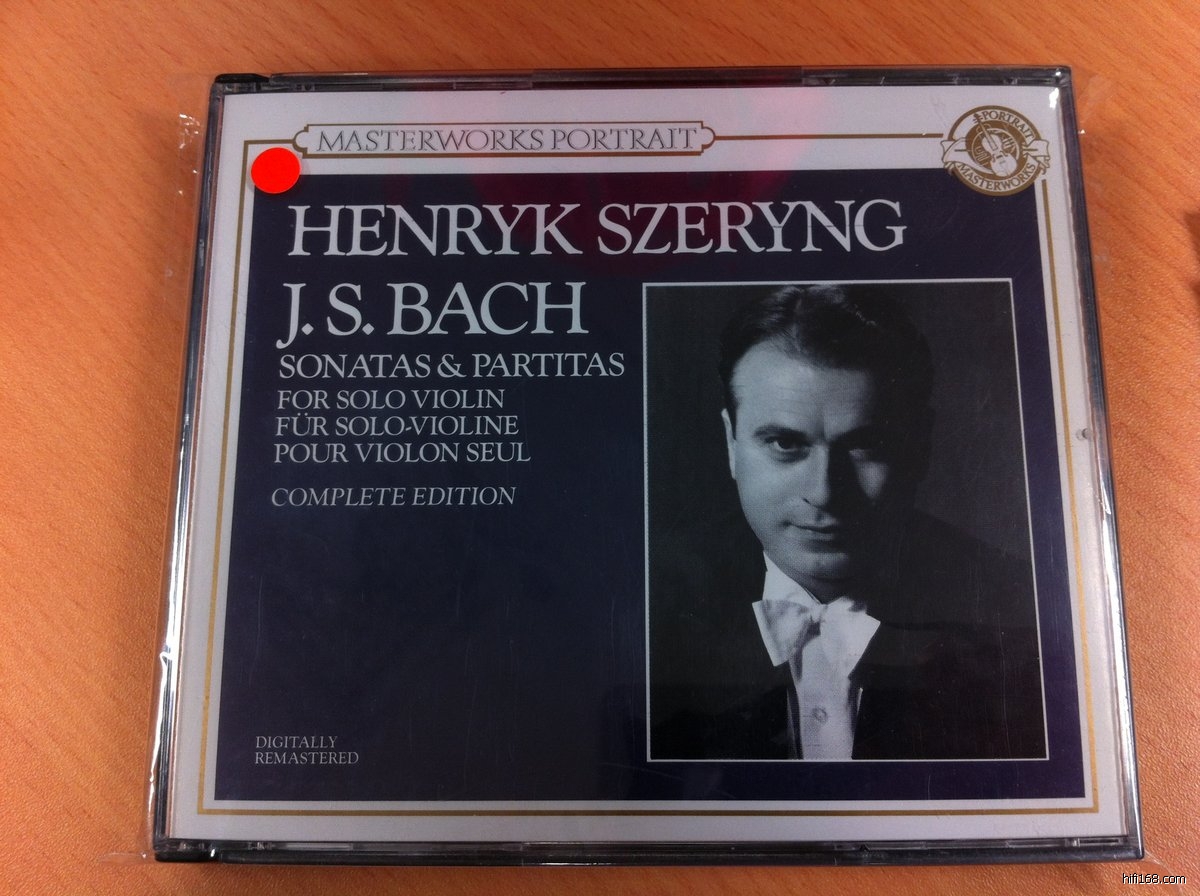 MASTERWORKS PORTRAIT
PORTRAIT
MASTERWORKS
HENRYK SZERYNG
J. S. BACH
SONATAS & PARTITAS
FOR SOLO VIOLIN
FÜR SOLO-VIOLINE
POUR VIOLON SEUL
COMPLETE EDITION
DIGITALLY
REMASTERED
hifi168.com